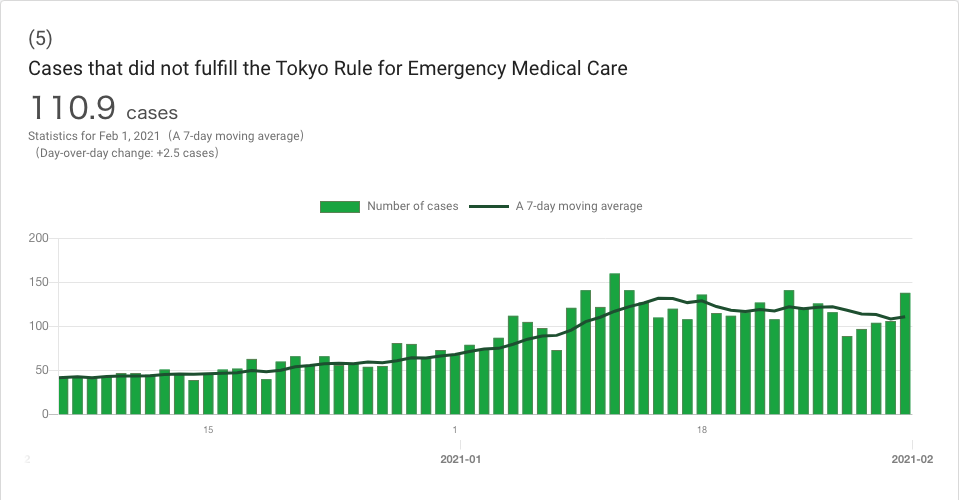 (5)
Cases that did not fulfill the Tokyo Rule for Emergency Medical Care
110.9 cases
Statistics for Feb 1, 2021 (A 7-day moving average)
(Day-over-day change: +2.5 cases)
Number of cases A 7-day moving average
200
150
100
50
0
15 1 18
2021-01 2021-02